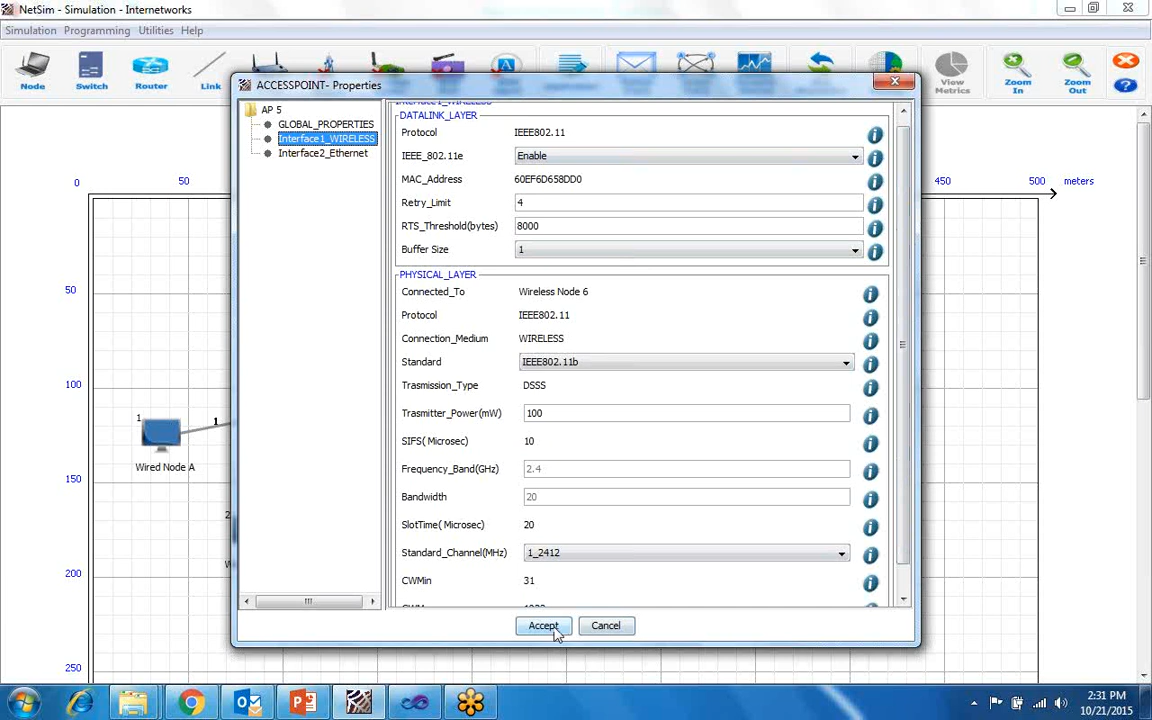 NetSim - Simulation - Internetworks
Simulation Programming Utilities Help
Node Switch Router Link View Metrics Zoom In Zoom Out
ACCESSPOINT- Properties
AP 5
GLOBAL_PROPERTIES
Interface1_WIRELESS
Interface2_Ethernet
Interface1_WIRELESS
DATALINK_LAYER
Protocol IEEE802.11
IEEE_802.11e Enable
MAC_Address 60EF6D658DD0
Retry_Limit 4
RTS_Threshold(bytes) 8000
Buffer Size 1
PHYSICAL_LAYER
Connected_To Wireless Node 6
Protocol IEEE802.11
Connection_Medium WIRELESS
Standard IEEE802.11b
Trasmission_Type DSSS
Trasmitter_Power(mW) 100
SIFS( Microsec) 10
Frequency_Band(GHz) 2.4
Bandwidth 20
SlotTime( Microsec) 20
Standard_Channel(MHz) 1_2412
CWMin 31
Accept Cancel
0 50 450 500 meters
50
100
150
200
250
1
1
Wired Node A
2
2:31 PM
10/21/2015